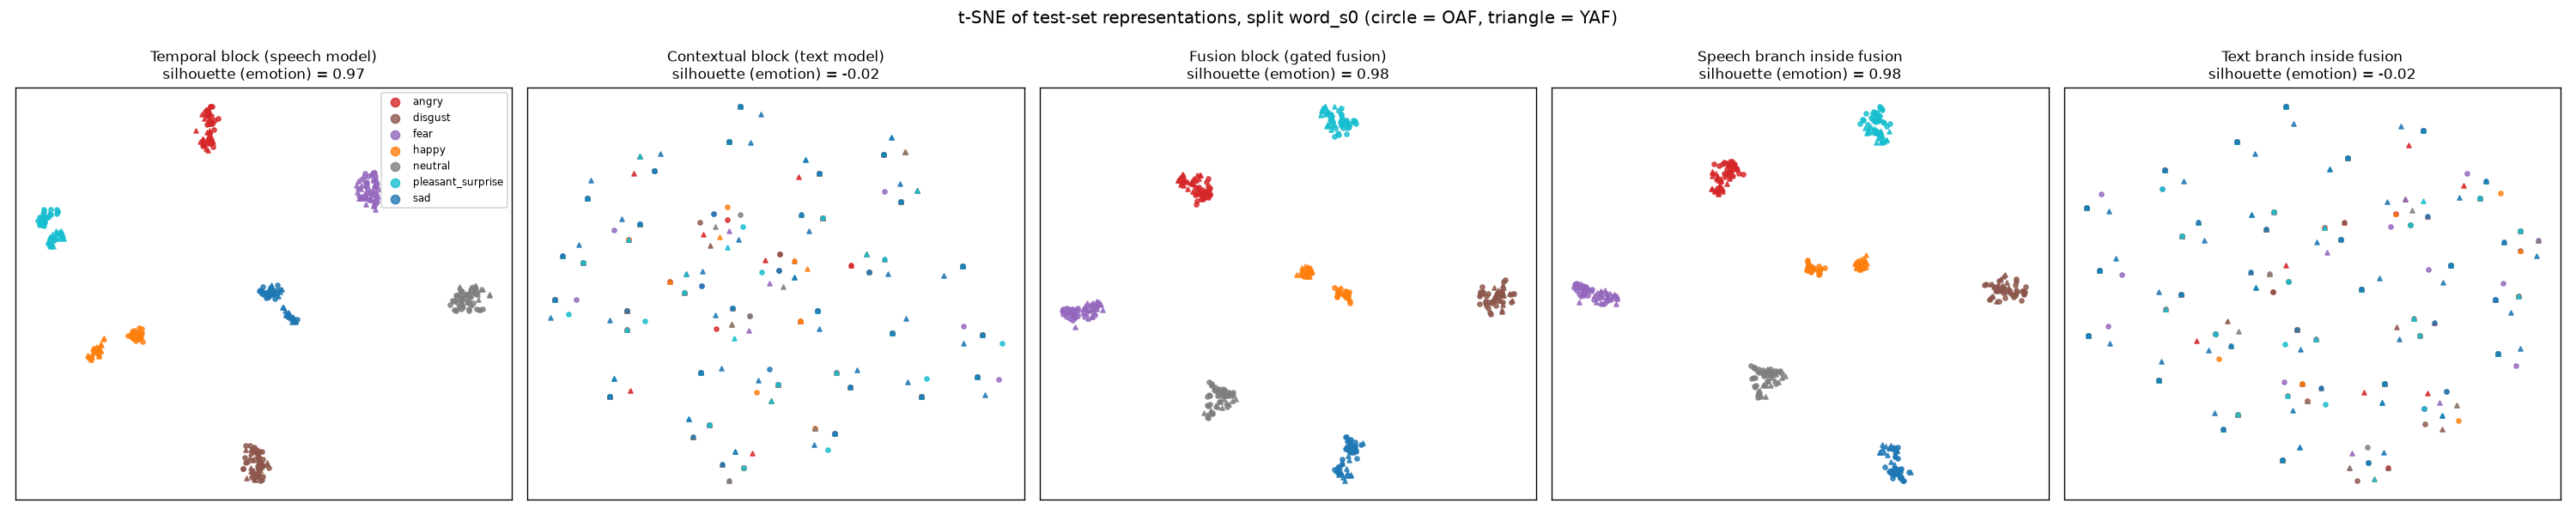 t-SNE of test-set representations, split word_s0 (circle = OAF, triangle = YAF)
Temporal block (speech model)
silhouette (emotion) = 0.97
angry
disgust
fear
happy
neutral
pleasant_surprise
sad
Contextual block (text model)
silhouette (emotion) = -0.02
Fusion block (gated fusion)
silhouette (emotion) = 0.98
Speech branch inside fusion
silhouette (emotion) = 0.98
Text branch inside fusion
silhouette (emotion) = -0.02